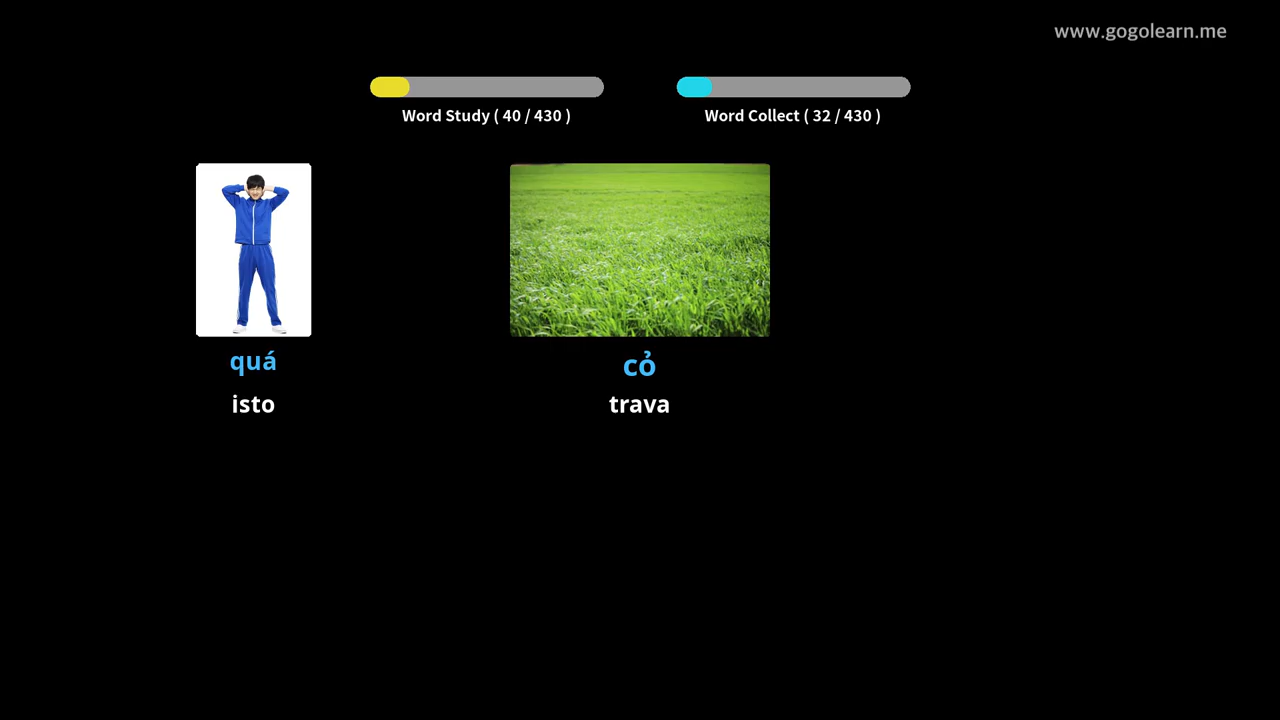 www.gogolearn.me
Word Study ( 40 / 430 )
Word Collect ( 32 / 430 )
quá
isto
cỏ
trava